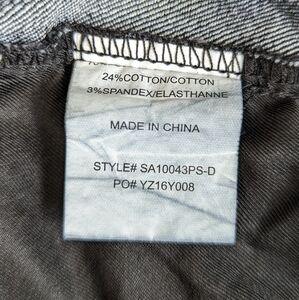 24%COTTON/COTTON
3%SPANDEX/ELASTHANNE
MADE IN CHINA
STYLE# SA10043PS-D
PO# YZ16Y008